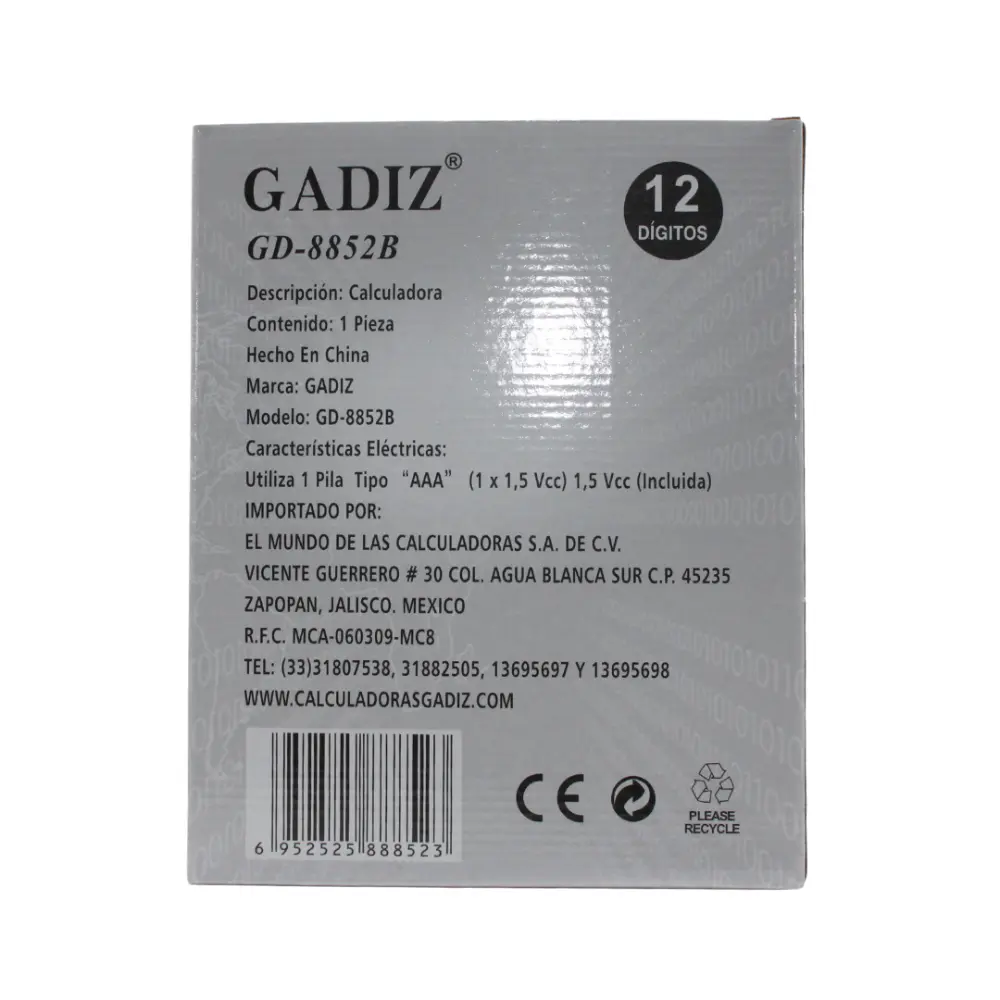 GADIZ®
GD-8852B
12
DÍGITOS
Descripción: Calculadora
Contenido: 1 Pieza
Hecho En China
Marca: GADIZ
Modelo: GD-8852B
Características Eléctricas:
Utiliza 1 Pila Tipo “AAA” (1 x 1,5 Vcc) 1,5 Vcc (Incluida)
IMPORTADO POR:
EL MUNDO DE LAS CALCULADORAS S.A. DE C.V.
VICENTE GUERRERO # 30 COL. AGUA BLANCA SUR C.P. 45235
ZAPOPAN, JALISCO. MEXICO
R.F.C. MCA-060309-MC8
TEL: (33)31807538, 31882505, 13695697 Y 13695698
WWW.CALCULADORASGADIZ.COM
6 952525 888523
CE
PLEASE
RECYCLE